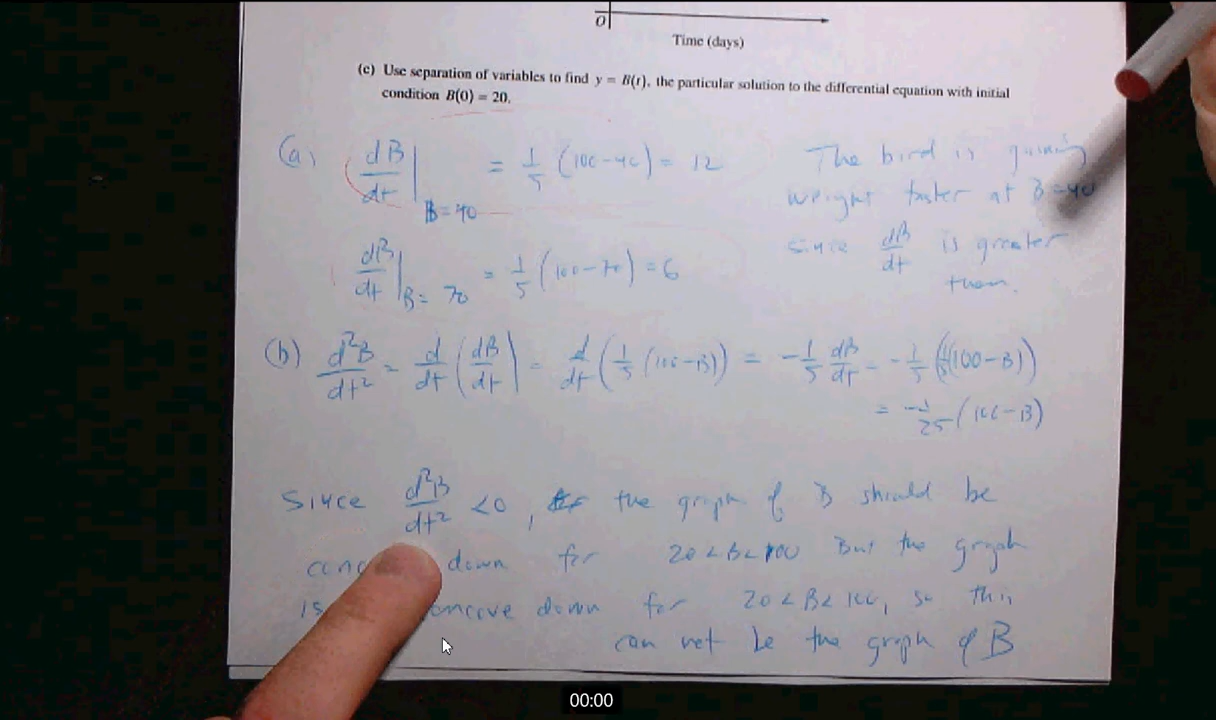 O
Time (days)
(c) Use separation of variables to find y = B(t), the particular solution to the differential equation with initial
condition B(0) = 20.
(a) dB/dt | B=40 = 1/5 (100-40) = 12
The bird is gaining
weight faster at B=40
since dB/dt is greater
then.
dB/dt | B= 70 = 1/5 (100-70) = 6
(b) d²B/dt² = d/dt (dB/dt) = d/dt (1/5 (100-B)) = -1/5 dB/dt = -1/5 (1/5(100-B))
= -1/25 (100-B)
Since d²B/dt² <0, the graph of B should be
down for 20<B<100 But the graph
is concave down for 20<B<100, so this
can not be the graph of B
00:00